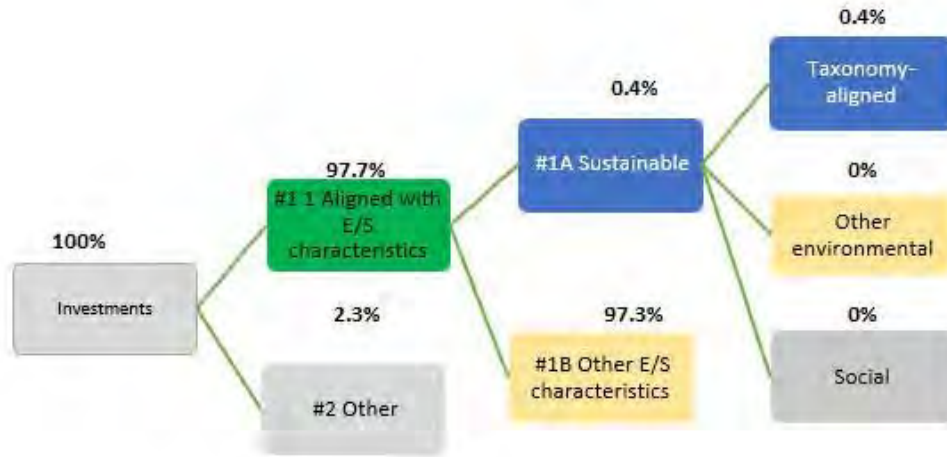 0.4%
Taxonomy-
aligned
0.4%
#1A Sustainable
97.7%
#1 1 Aligned with
E/S
characteristics
0%
Other
environmental
100%
Investments
2.3%
#2 Other
97.3%
#1B Other E/S
characteristics
0%
Social